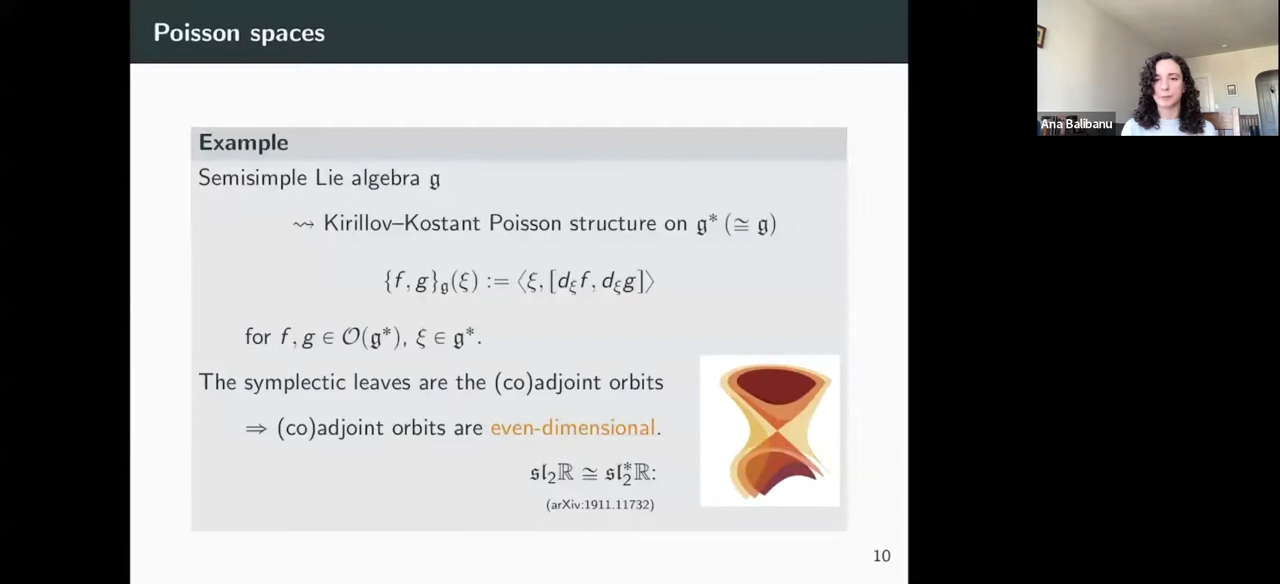 Poisson spaces
Ana Balibanu
Example
Semisimple Lie algebra 𝔤
⇝ Kirillov–Kostant Poisson structure on 𝔤* (≅ 𝔤)
{f, g}_𝔤(ξ) := ⟨ξ, [d_ξ f, d_ξ g]⟩
for f, g ∈ 𝒪(𝔤*), ξ ∈ 𝔤*.
The symplectic leaves are the (co)adjoint orbits
⇒ (co)adjoint orbits are even-dimensional.
𝔰𝔩₂ℝ ≅ 𝔰𝔩₂*ℝ:
(arXiv:1911.11732)
10